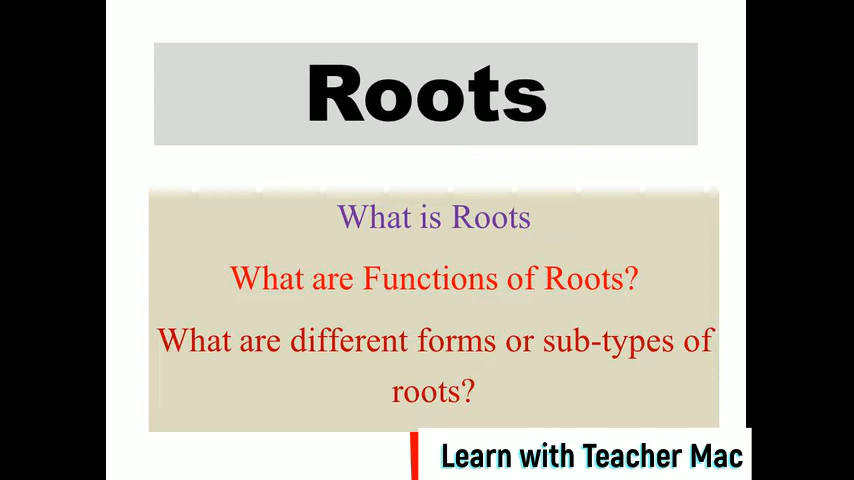 Roots
What is Roots
What are Functions of Roots?
What are different forms or sub-types of
roots?
Learn with Teacher Mac